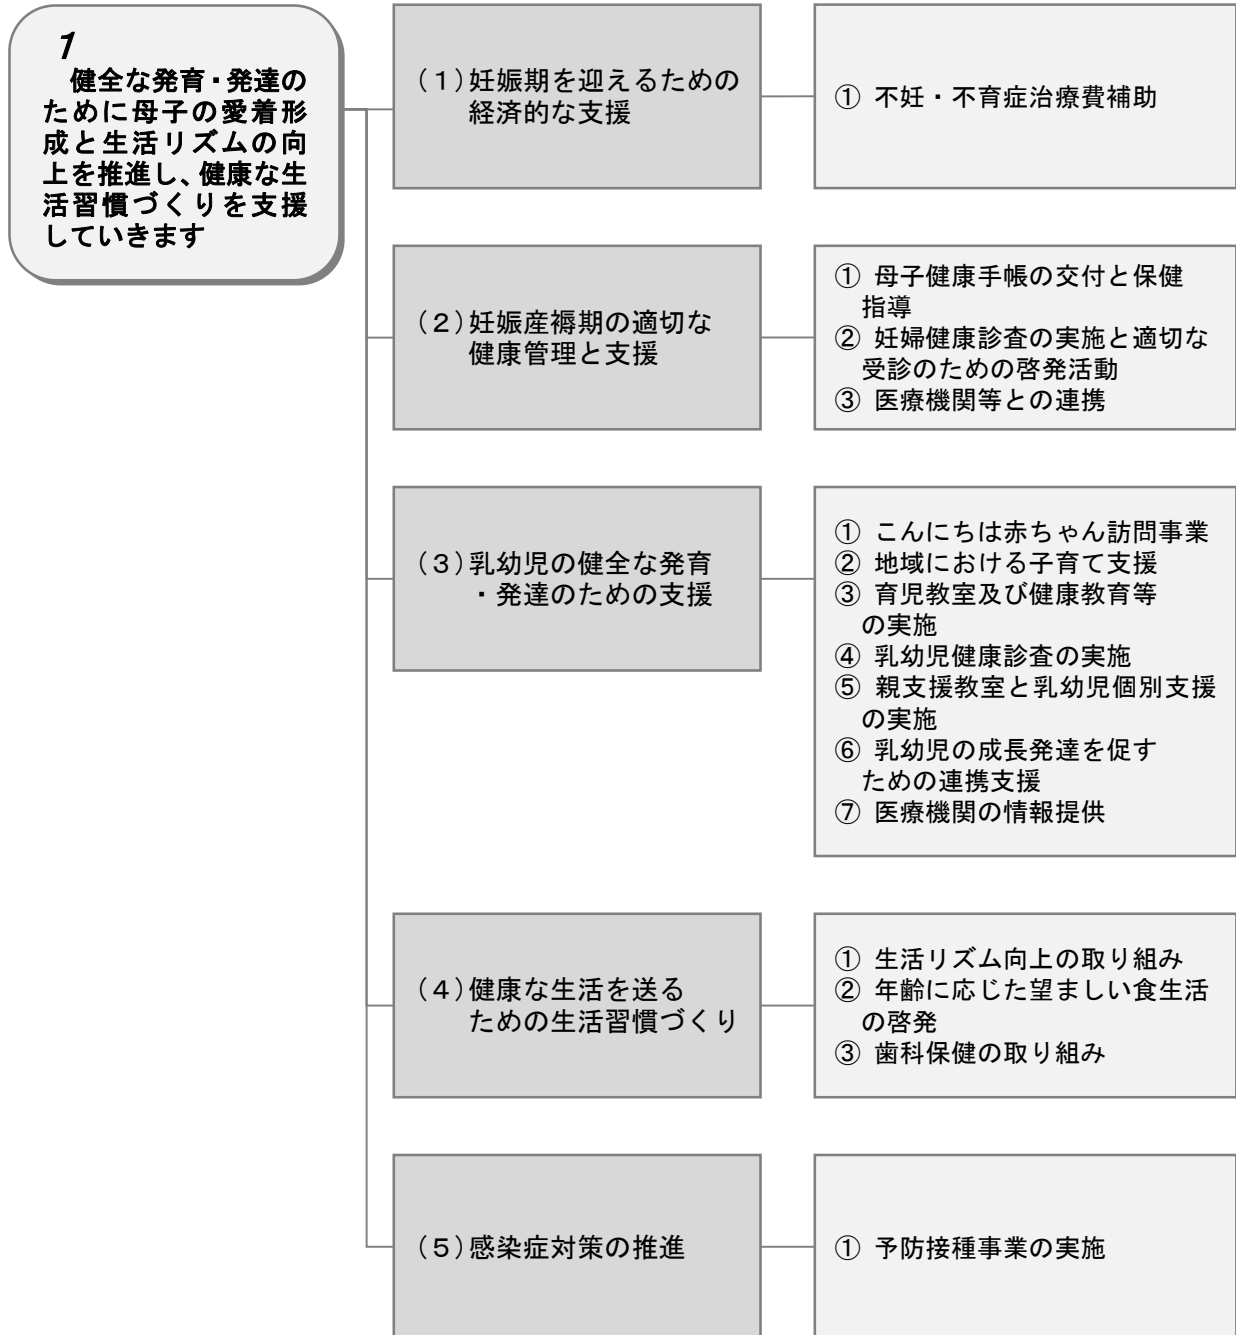 1
健全な発育・発達の
ために母子の愛着形
成と生活リズムの向
上を推進し、健康な生
活習慣づくりを支援
していきます
（１）妊娠期を迎えるための
経済的な支援
① 不妊・不育症治療費補助
（２）妊娠産褥期の適切な
健康管理と支援
① 母子健康手帳の交付と保健
指導
② 妊婦健康診査の実施と適切な
受診のための啓発活動
③ 医療機関等との連携
（３）乳幼児の健全な発育
・発達のための支援
① こんにちは赤ちゃん訪問事業
② 地域における子育て支援
③ 育児教室及び健康教育等
の実施
④ 乳幼児健康診査の実施
⑤ 親支援教室と乳幼児個別支援
の実施
⑥ 乳幼児の成長発達を促す
ための連携支援
⑦ 医療機関の情報提供
（４）健康な生活を送る
ための生活習慣づくり
① 生活リズム向上の取り組み
② 年齢に応じた望ましい食生活
の啓発
③ 歯科保健の取り組み
（５）感染症対策の推進
① 予防接種事業の実施